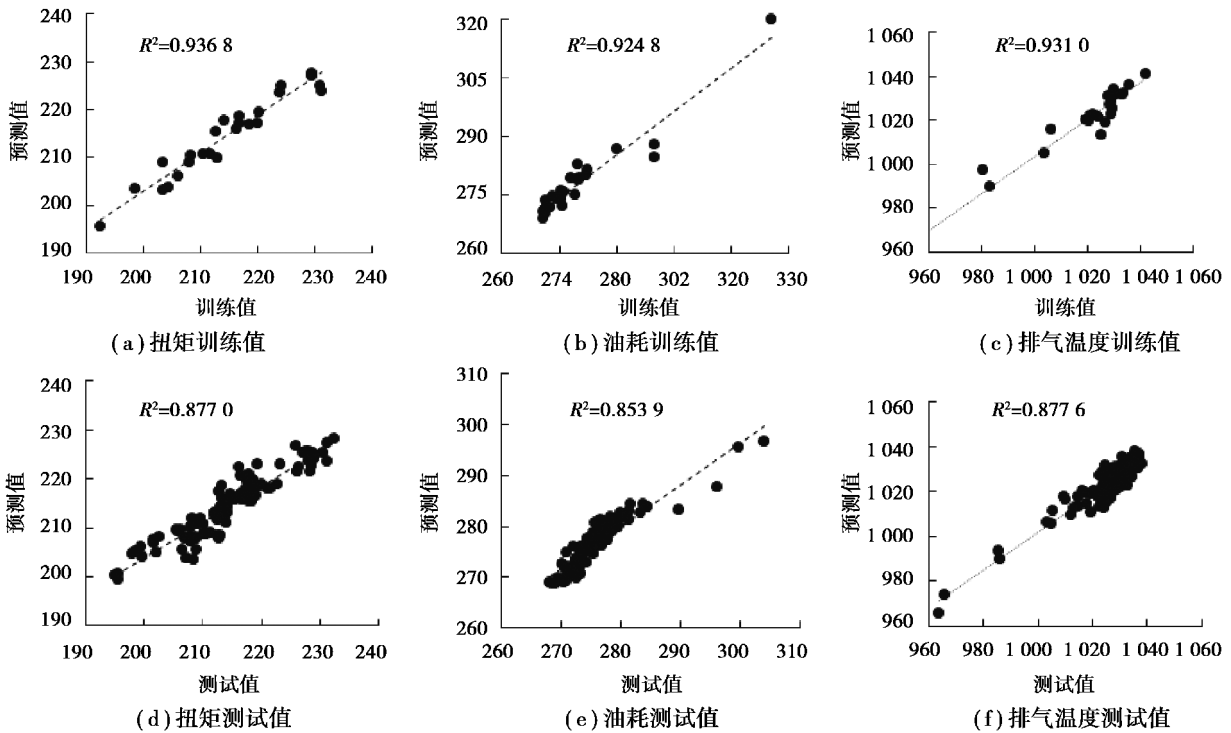 230
R²=0.936 8
220
210
200
190
预测值
190 200 210 220 230 240
训练值
(a)扭矩训练值
320
R²=0.924 8
305
290
275
260
预测值
260 274 280 302 320 330
训练值
(b)油耗训练值
1 060
R²=0.931 0
1 040
1 020
1 000
980
960
预测值
960 980 1 000 1 020 1 040 1 060
训练值
(c)排气温度训练值
240
R²=0.877 0
230
220
210
200
190
预测值
190 200 210 220 233 240
测试值
(d)扭矩测试值
310
R²=0.853 9
300
290
280
270
260
预测值
260 270 280 290 300 310
测试值
(e)油耗测试值
1 060
R²=0.877 6
1 040
1 020
1 000
980
960
预测值
960 980 1 000 1 020 1 040 1 060
测试值
(f)排气温度测试值